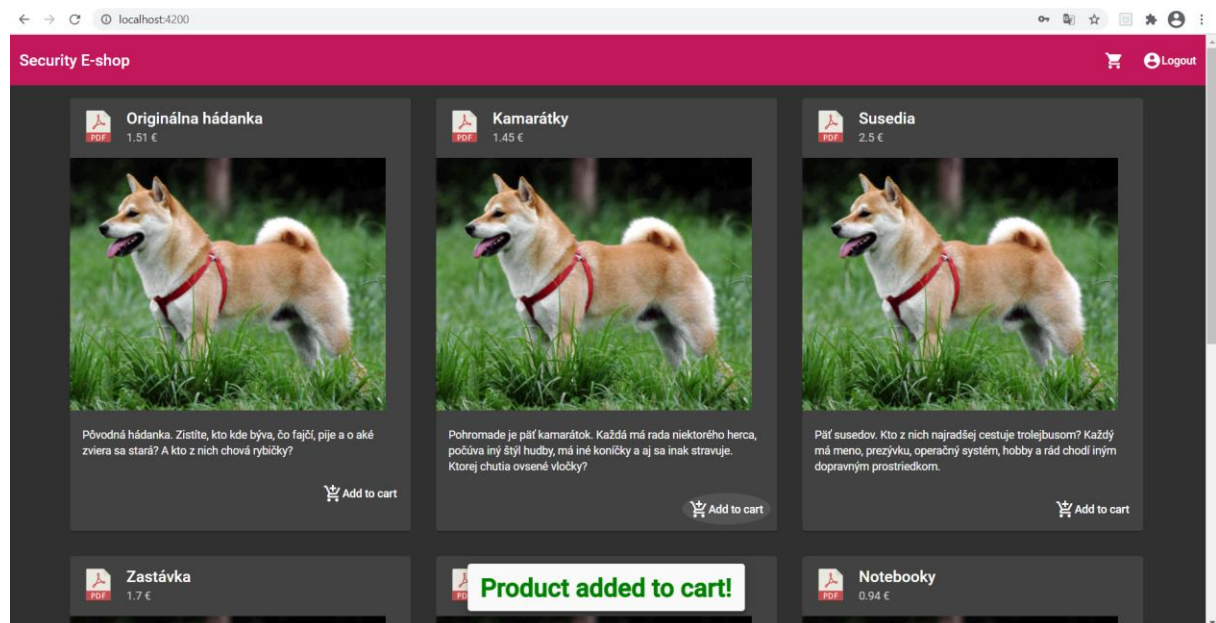 localhost:4200
Security E-shop
Logout
PDF
Originálna hádanka
1.51 €
PDF
Kamarátky
1.45 €
PDF
Susedia
2.5 €
Pôvodná hádanka. Zistíte, kto kde býva, čo fajčí, pije a o aké
zviera sa stará? A kto z nich chová rybičky?
Add to cart
Pohromade je päť kamarátok. Každá má rada niektorého herca,
počúva iný štýl hudby, má iné koníčky a aj sa inak stravuje.
Ktorej chutia ovsené vločky?
Add to cart
Päť susedov. Kto z nich najradšej cestuje trolejbusom? Každý
má meno, prezývku, operačný systém, hobby a rád chodí iným
dopravným prostriedkom.
Add to cart
PDF
Zastávka
1.7 €
Product added to cart!
PDF
Notebooky
0.94 €